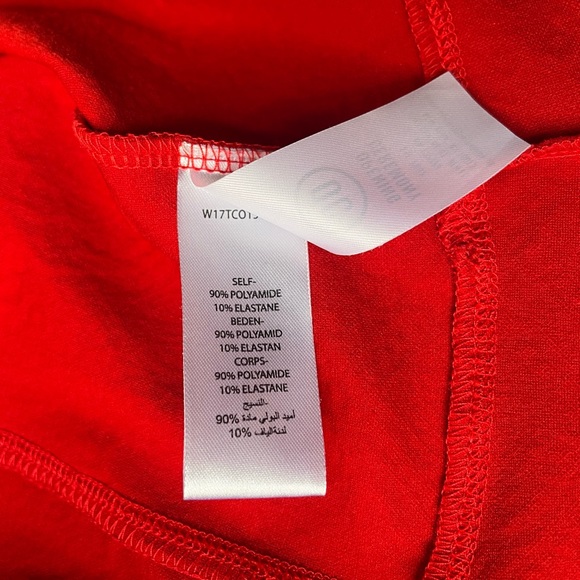 W17TCO1
SELF-
90% POLYAMIDE
10% ELASTANE
BEDEN-
90% POLYAMID
10% ELASTAN
CORPS-
90% POLYAMIDE
10% ELASTANE
النسيج-
أميد البولي مادة 90%
لدنة الياف 10%